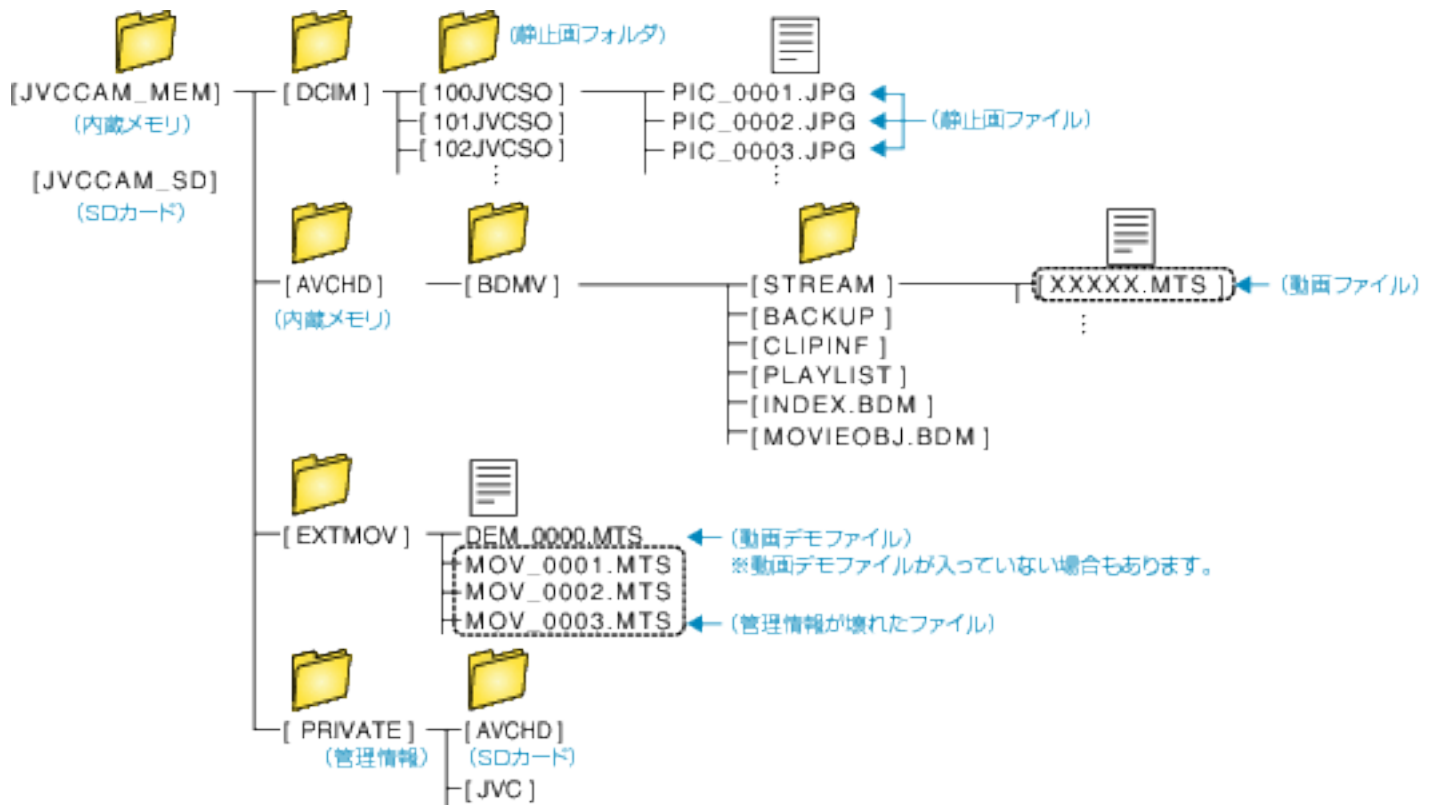 (静止画フォルダ)
[JVCCAM_MEM]
(内蔵メモリ)
[JVCCAM_SD]
(SDカード)
[DCIM]
[100JVCSO]
[101JVCSO]
[102JVCSO]
⋮
PIC_0001.JPG
PIC_0002.JPG
PIC_0003.JPG
⋮
(静止画ファイル)
[AVCHD]
(内蔵メモリ)
[BDMV]
[STREAM]
[BACKUP]
[CLIPINF]
[PLAYLIST]
[INDEX.BDM]
[MOVIEOBJ.BDM]
[XXXXX.MTS]
⋮
(動画ファイル)
[EXTMOV]
DEM_0000.MTS
(動画デモファイル)
※動画デモファイルが入っていない場合もあります。
MOV_0001.MTS
MOV_0002.MTS
MOV_0003.MTS
(管理情報が壊れたファイル)
[PRIVATE]
(管理情報)
[AVCHD]
(SDカード)
[JVC]